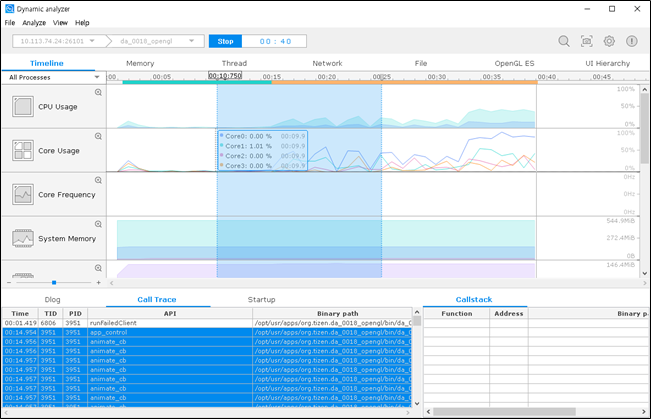 Dynamic analyzer
File Analyze View Help
10.113.74.24:26101 da_0018_opengl Stop 00 : 40
Timeline Memory Thread Network File OpenGL ES UI Hierarchy
All Processes 00:00 00:05 00:10:750 00:15 00:20 00:25 00:30 00:35 00:40 00:45
CPU Usage 100% 50% 0%
Core Usage 100% 50% 0%
Core0: 0.00 % 00:09.9
Core1: 1.01 % 00:09.9
Core2: 0.00 % 00:09.9
Core3: 0.00 % 00:09.9
Core Frequency 0Hz 0Hz 0Hz
System Memory 544.9MiB 272.4MiB 0B
146.4MiB
Dlog Call Trace Startup Callstack
Time TID PID API Binary path Function Address Binary pa
00:01.419 6806 3951 runFailedClient /opt/usr/apps/org.tizen.da_0018_opengl/bin/da_0
00:14.954 3951 3951 app_control /opt/usr/apps/org.tizen.da_0018_opengl/bin/da_0
00:14.956 3951 3951 animate_cb /opt/usr/apps/org.tizen.da_0018_opengl/bin/da_0
00:14.956 3951 3951 animate_cb /opt/usr/apps/org.tizen.da_0018_opengl/bin/da_0
00:14.957 3951 3951 animate_cb /opt/usr/apps/org.tizen.da_0018_opengl/bin/da_0
00:14.957 3951 3951 animate_cb /opt/usr/apps/org.tizen.da_0018_opengl/bin/da_0
00:14.957 3951 3951 animate_cb /opt/usr/apps/org.tizen.da_0018_opengl/bin/da_0
00:14.957 3951 3951 animate_cb /opt/usr/apps/org.tizen.da_0018_opengl/bin/da_0